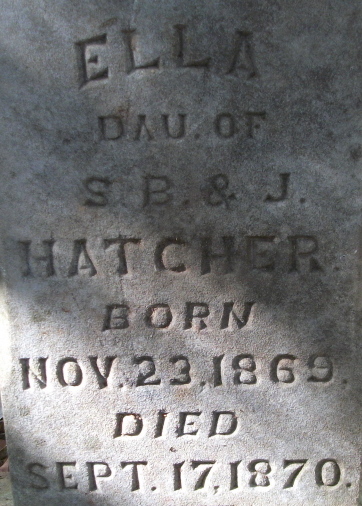 ELLA
DAU. OF
S. B. & J.
HATCHER.
BORN
NOV. 23, 1869.
DIED
SEPT. 17, 1870.